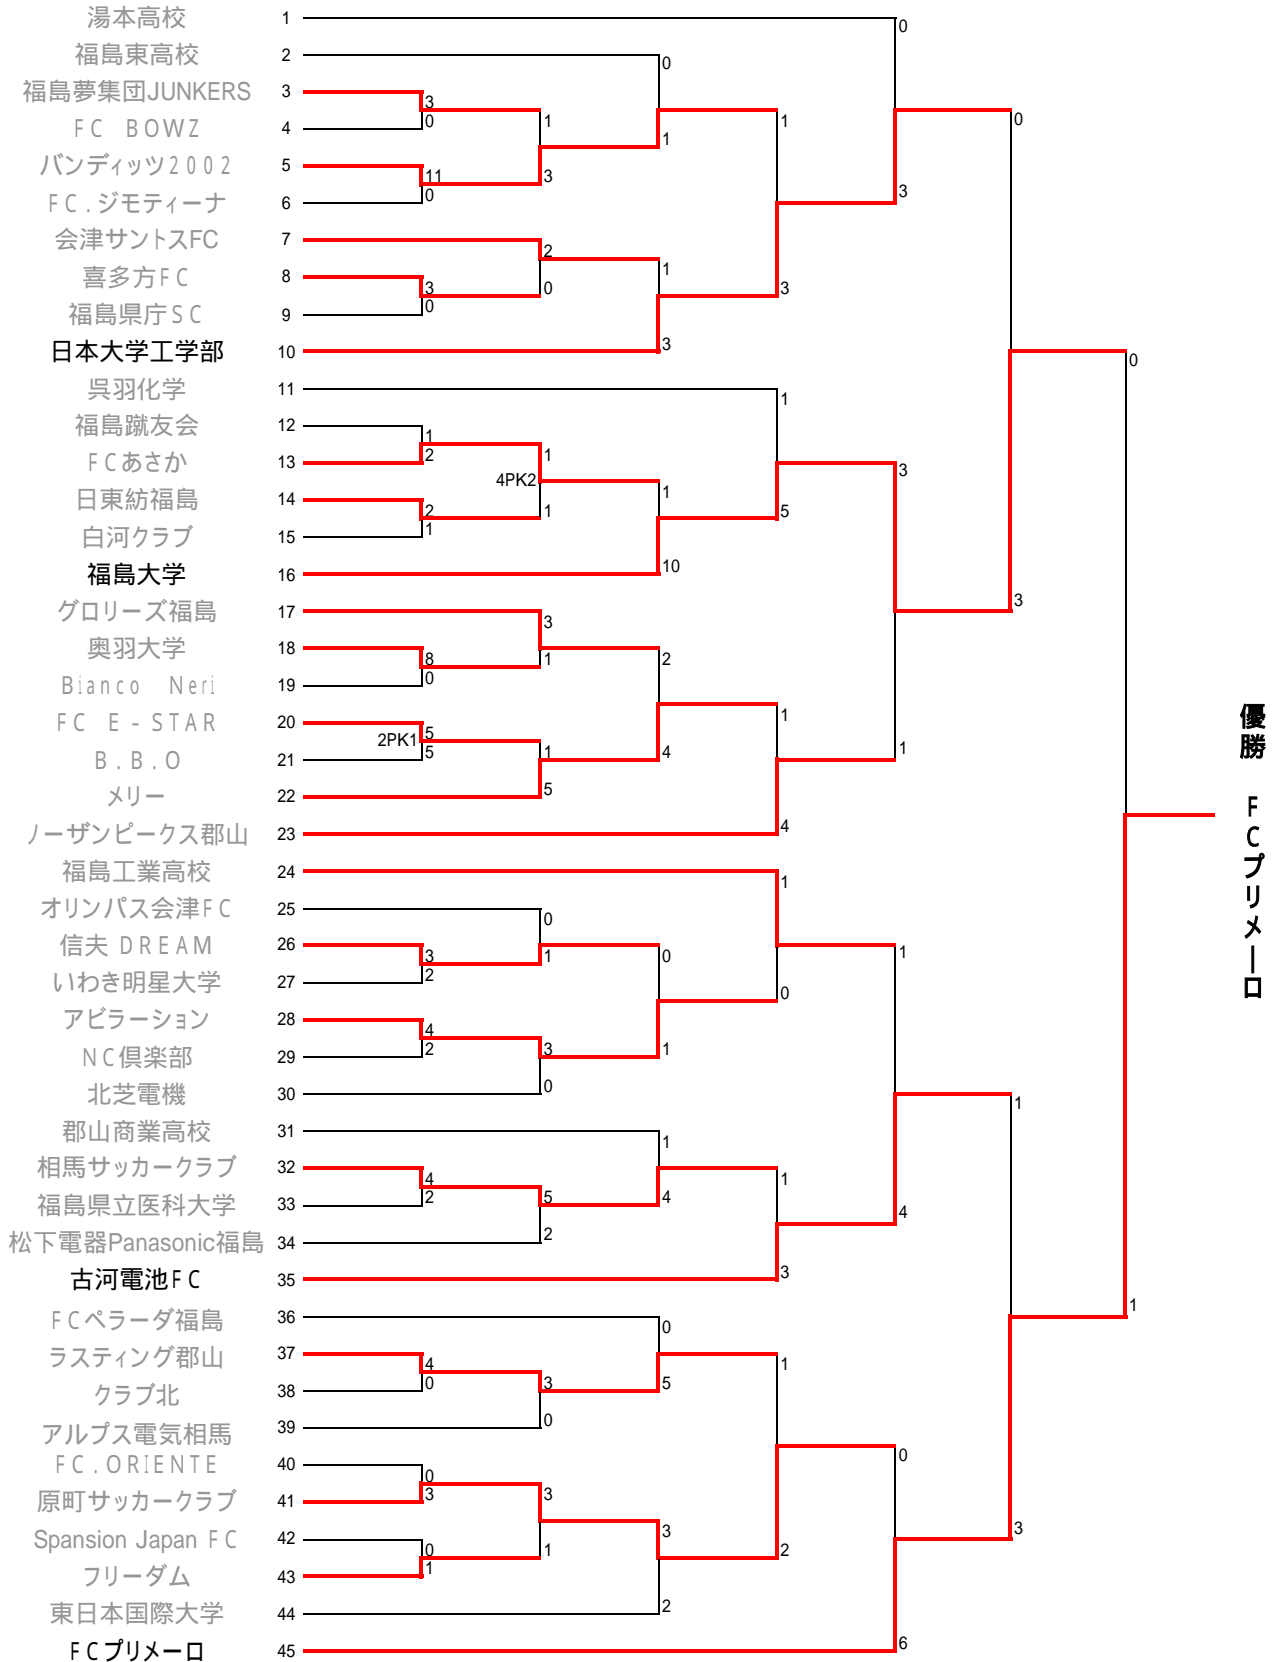 湯本高校 1 0
福島東高校 2 0
福島夢集団JUNKERS 3 3
FC BOWZ 4 0 1 1 1 0
バンディッツ2002 5 11 3
FC.ジモティーナ 6 0 3
会津サントスFC 7 2
喜多方FC 8 3 0 1 3
福島県庁SC 9 0
日本大学工学部 10 3 0
呉羽化学 11 1
福島蹴友会 12 1
FCあさか 13 2 1 3
4PK2
日東紡福島 14 2 1 1 5
白河クラブ 15 1
福島大学 16 10
グロリーズ福島 17 3 3
奥羽大学 18 8 1 2
Bianco Neri 19 0
FC E-STAR 20 5 1
2PK1
B.B.O 21 5 1 4 1
メリー 22 5
ノーザンピークス郡山 23 4
福島工業高校 24 1
オリンパス会津FC 25 0
信夫 DREAM 26 3 1 0 1
いわき明星大学 27 2 0
アビラーション 28 4
NC倶楽部 29 2 3 1
北芝電機 30 0 1
郡山商業高校 31 1
相馬サッカークラブ 32 4 1
福島県立医科大学 33 2 5 4 4
松下電器Panasonic福島 34 2
古河電池FC 35 3
FCペラーダ福島 36 0 1
ラスティング郡山 37 4 1
クラブ北 38 0 3 5
アルプス電気相馬 39 0
FC.ORIENTE 40 0 0
原町サッカークラブ 41 3 3
Spansion Japan FC 42 0 1 3 2 3
フリーダム 43 1
東日本国際大学 44 2
FCプリメーロ 45 6
優勝 FCプリメーロ